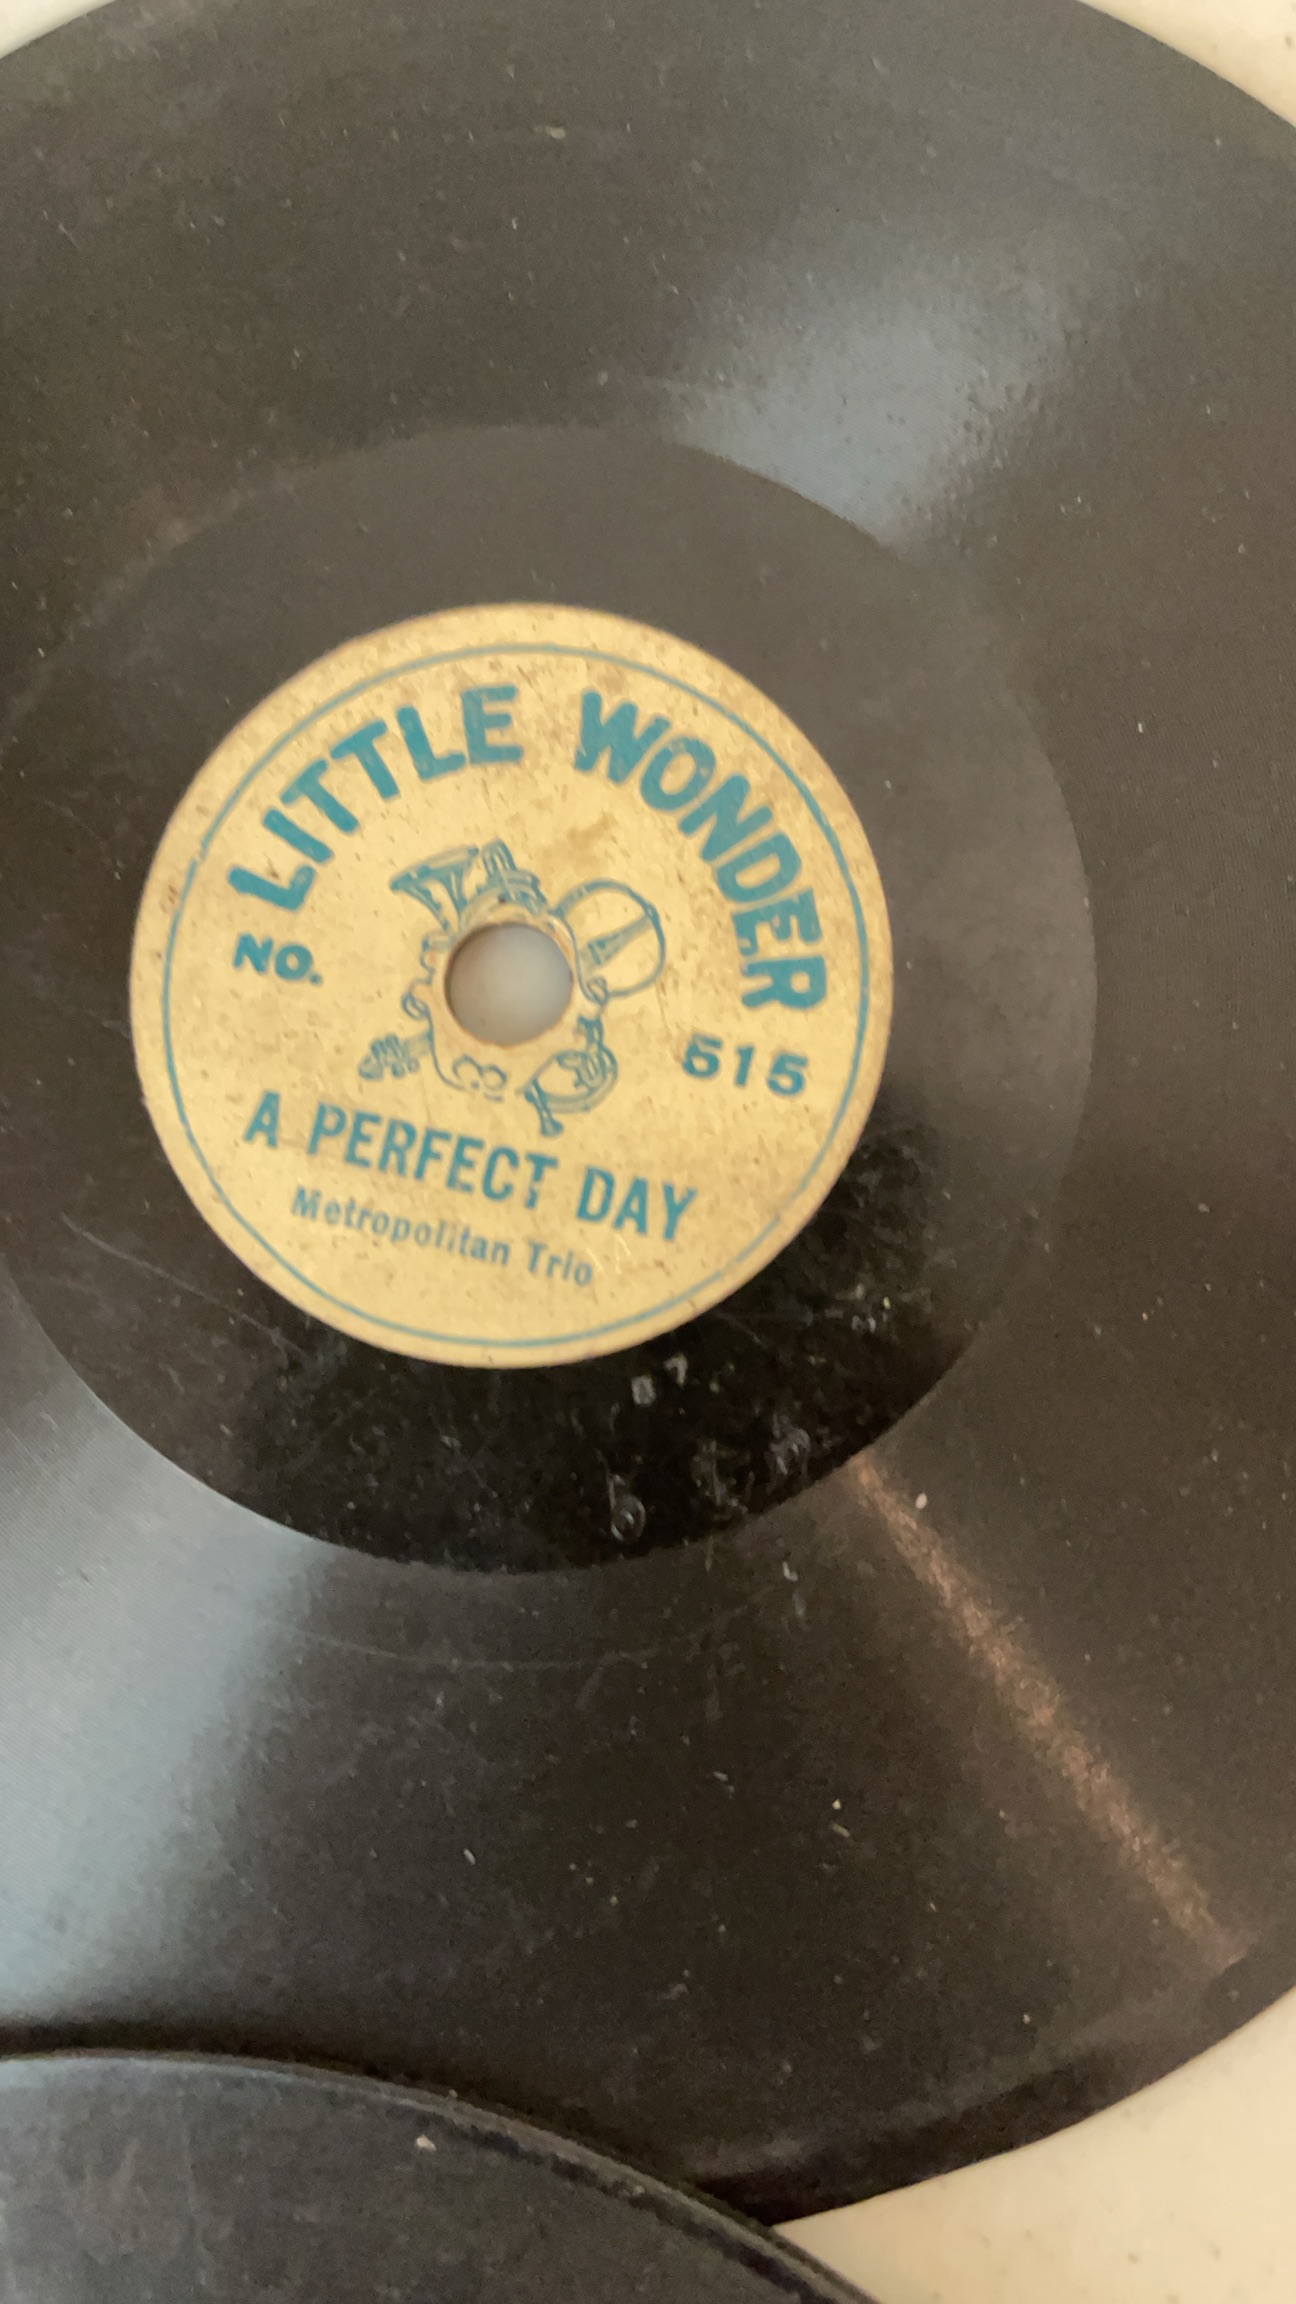 LITTLE WONDER
NO. 515
A PERFECT DAY
Metropolitan Trio